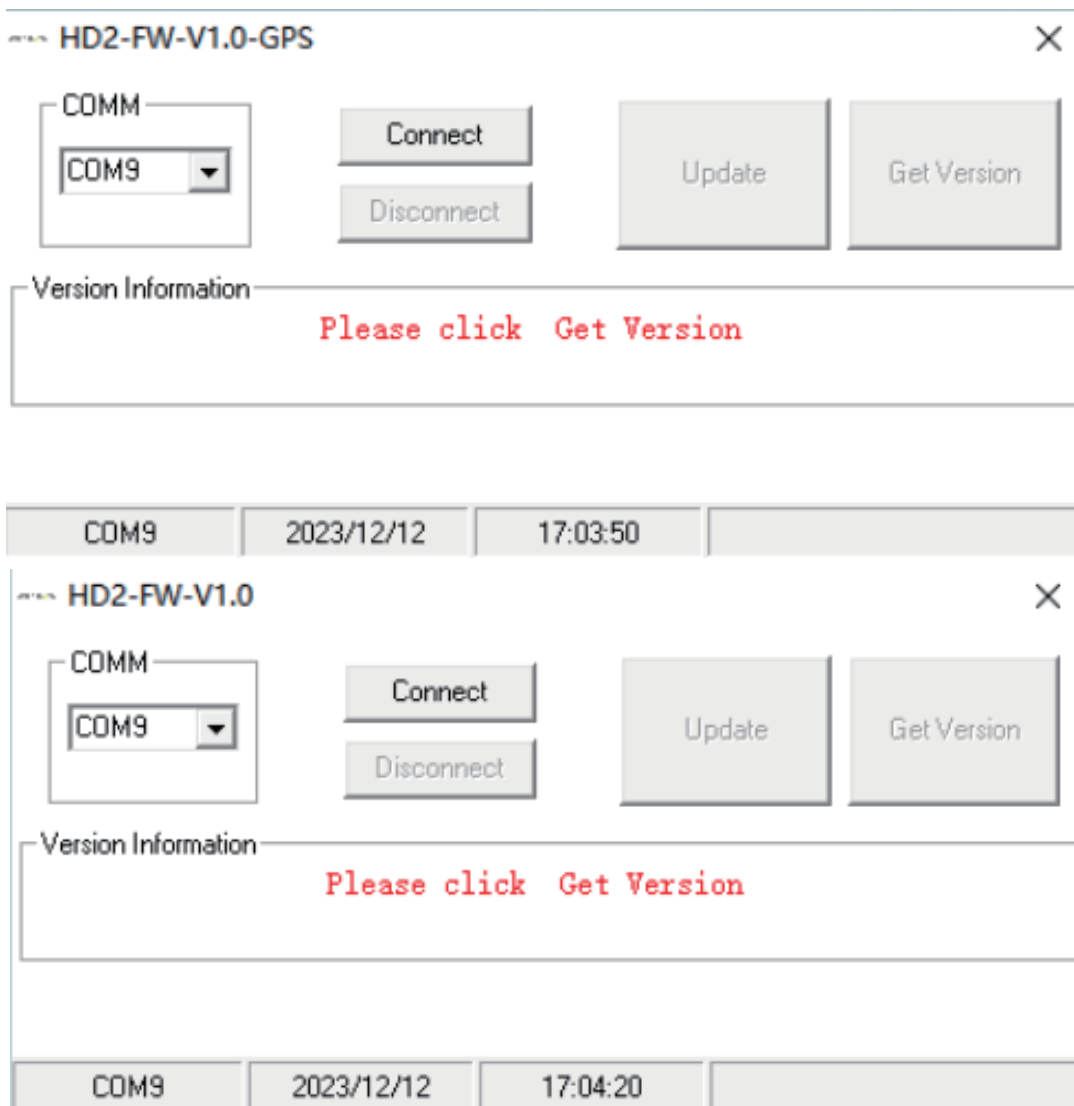 HD2-FW-V1.0-GPS
COMM
COM9
Connect
Disconnect
Update
Get Version
Version Information
Please click Get Version
COM9 2023/12/12 17:03:50
HD2-FW-V1.0
COMM
COM9
Connect
Disconnect
Update
Get Version
Version Information
Please click Get Version
COM9 2023/12/12 17:04:20